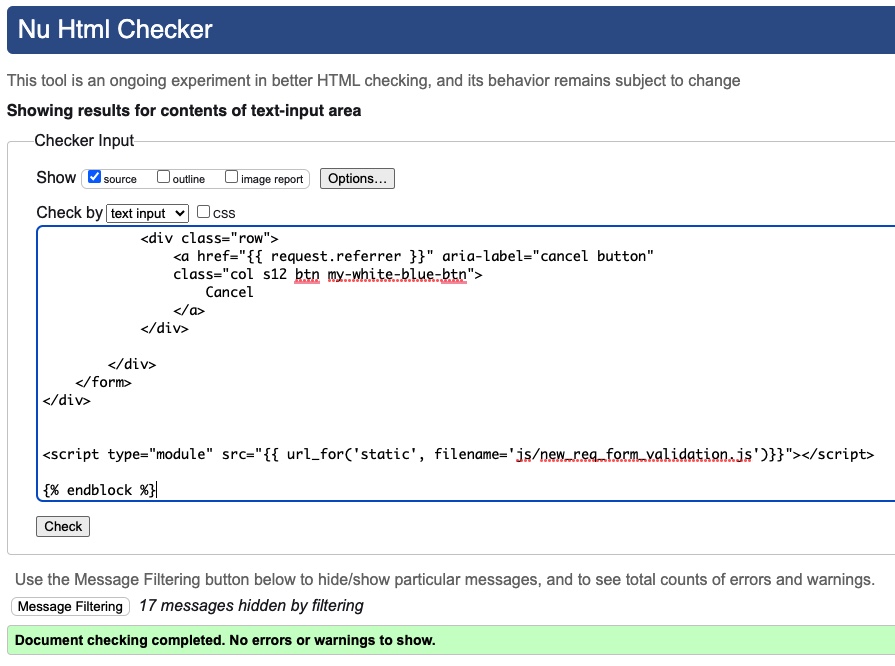 Nu Html Checker
This tool is an ongoing experiment in better HTML checking, and its behavior remains subject to change
Showing results for contents of text-input area
Checker Input
Show source outline image report Options...
Check by text input css
<div class="row">
<a href="{{ request.referrer }}" aria-label="cancel button"
class="col s12 btn my-white-blue-btn">
Cancel
</a>
</div>
</div>
</form>
</div>
<script type="module" src="{{ url_for('static', filename='js/new_req_form_validation.js')}}"></script>
{% endblock %}
Check
Use the Message Filtering button below to hide/show particular messages, and to see total counts of errors and warnings.
Message Filtering 17 messages hidden by filtering
Document checking completed. No errors or warnings to show.